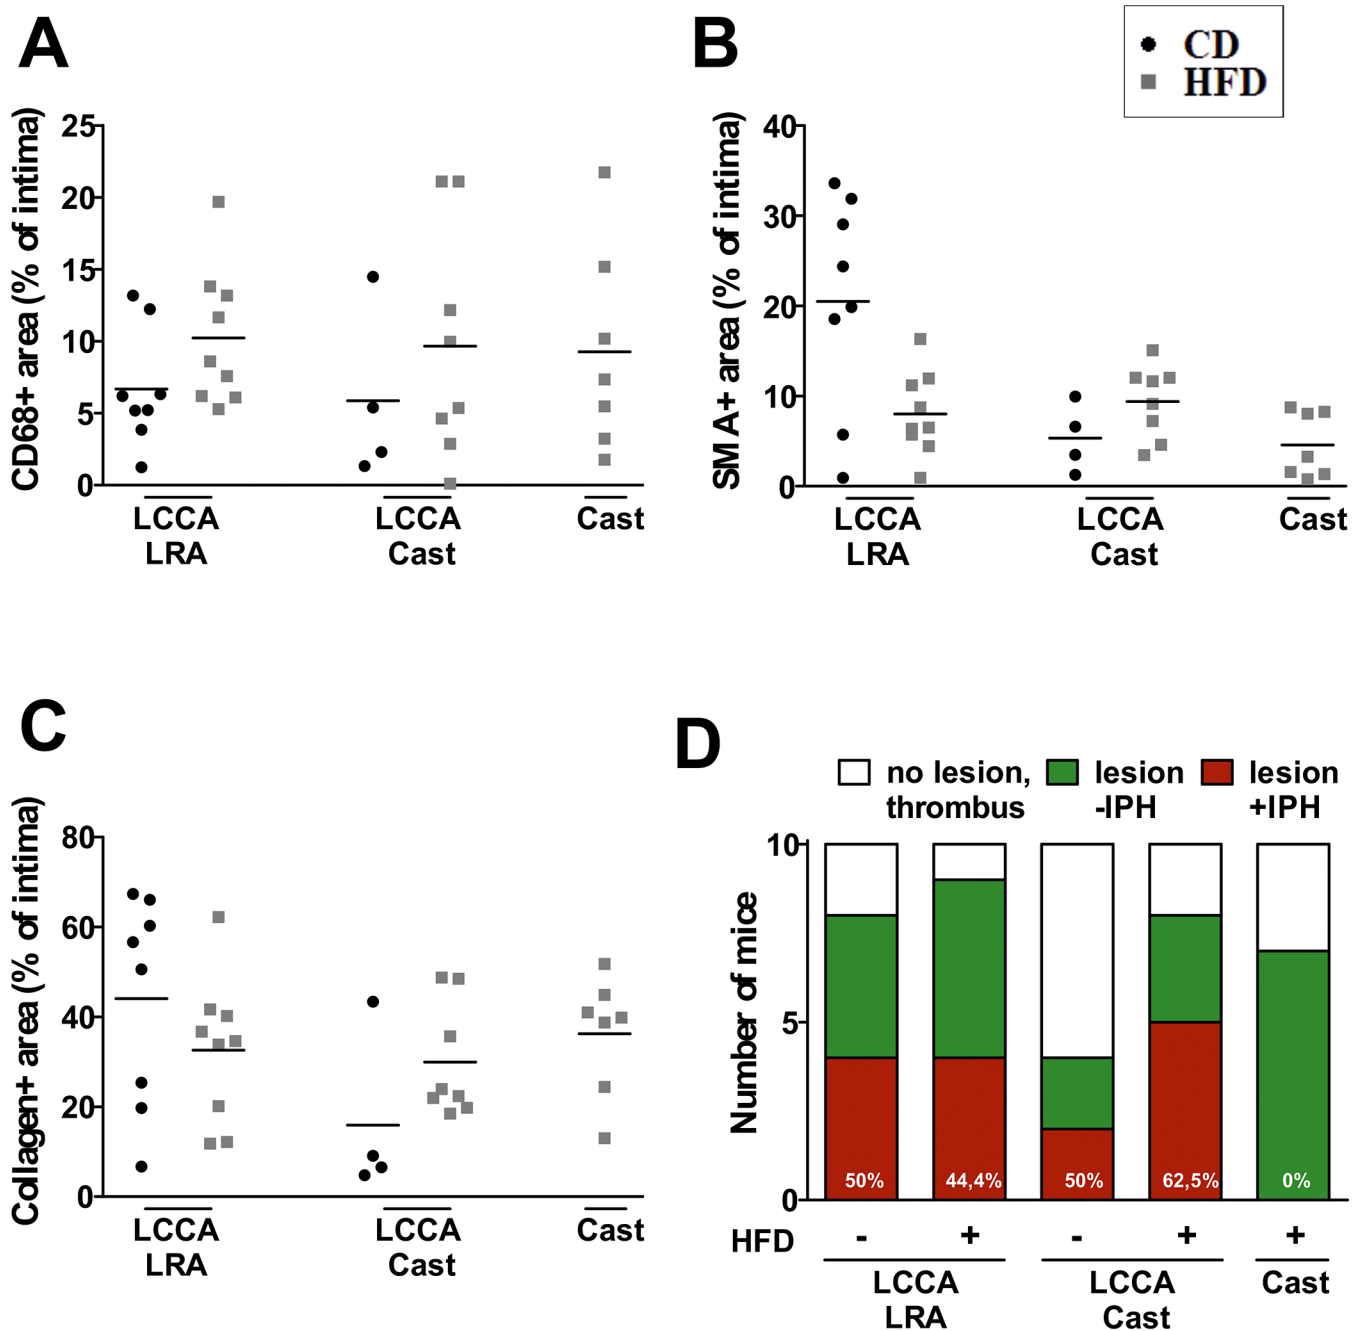 A
CD68+ area (% of intima)
25
20
15
10
5
0
LCCA
LRA
LCCA
Cast
Cast
B
CD
HFD
SMA+ area (% of intima)
40
30
20
10
0
LCCA
LRA
LCCA
Cast
Cast
C
Collagen+ area (% of intima)
80
60
40
20
0
LCCA
LRA
LCCA
Cast
Cast
D
no lesion,
thrombus
lesion
-IPH
lesion
+IPH
Number of mice
10
5
0
50%
44,4%
50%
62,5%
0%
HFD - + - + +
LCCA
LRA
LCCA
Cast
Cast